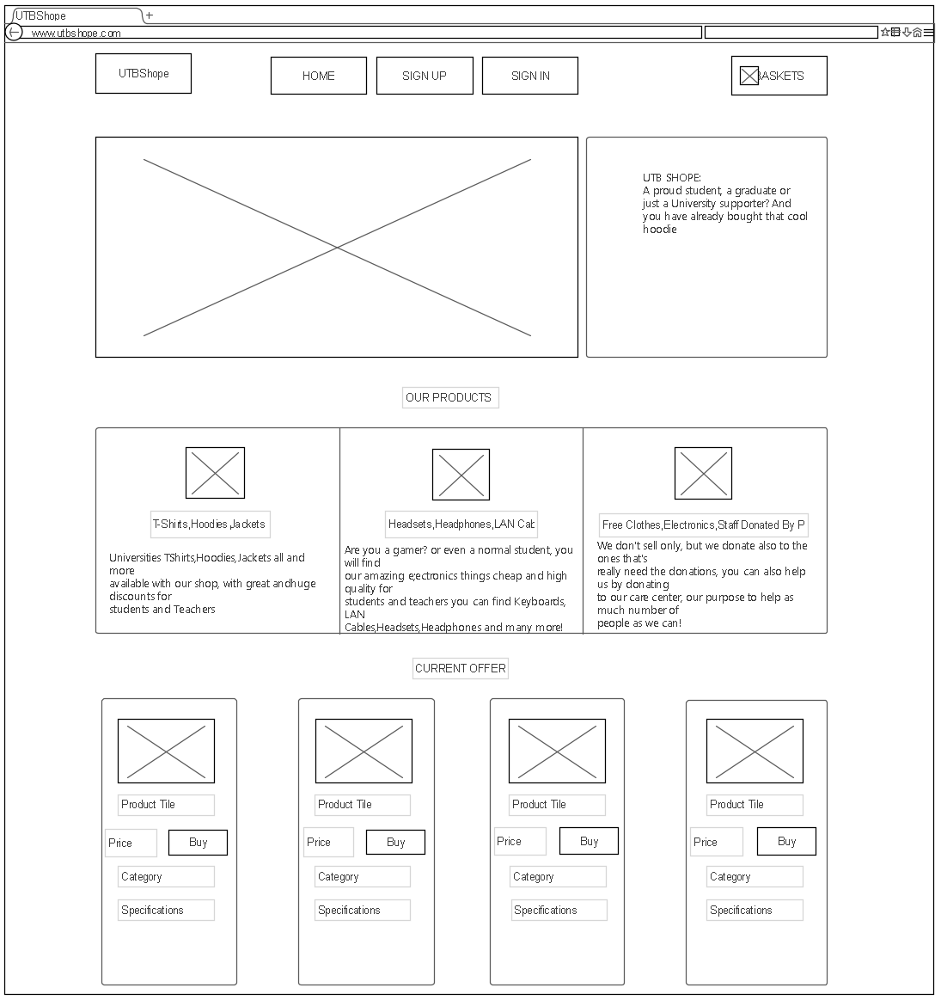 UTBShope
www.utbshope.com
UTBShope
HOME
SIGN UP
SIGN IN
BASKETS
UTB SHOPE:
A proud student, a graduate or
just a University supporter? And
you have already bought that cool
hoodie
OUR PRODUCTS
T-Shirts,Hoodies,Jackets
Universities TShirts,Hoodies,Jackets all and
more
available with our shop, with great andhuge
discounts for
students and Teachers
Headsets,Headphones,LAN Cab
Are you a gamer? or even a normal student, you
will find
our amazing e;ectronics things cheap and high
quality for
students and teachers you can find Keyboards,
LAN
Cables,Headsets,Headphones and many more!
Free Clothes,Electronics,Staff Donated By P
We don't sell only, but we donate also to the
ones that's
really need the donations, you can also help
us by donating
to our care center, our purpose to help as
much number of
people as we can!
CURRENT OFFER
Product Tile
Price
Buy
Category
Specifications
Product Tile
Price
Buy
Category
Specifications
Product Tile
Price
Buy
Category
Specifications
Product Tile
Price
Buy
Category
Specifications